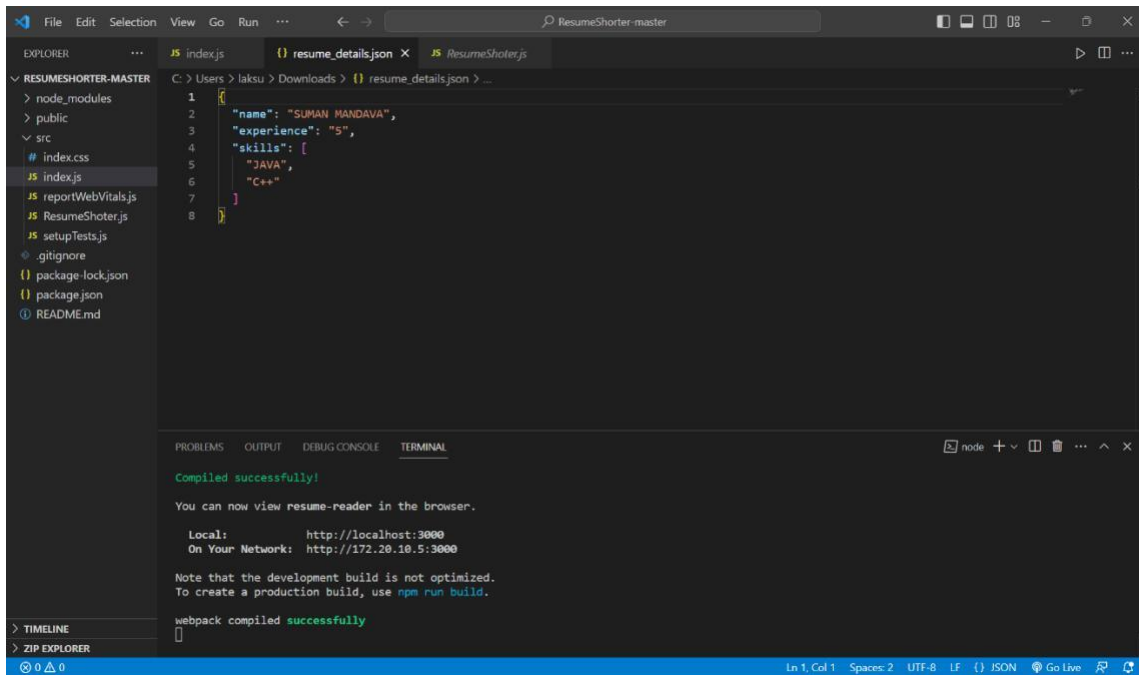 File Edit Selection View Go Run ··· ← → ResumeShorter-master
EXPLORER ···
JS index.js {} resume_details.json × JS ResumeShoter.js
RESUMESHORTER-MASTER
C: > Users > laksu > Downloads > {} resume_details.json > ...
> node_modules
> public
src
# index.css
JS index.js
JS reportWebVitals.js
JS ResumeShoter.js
JS setupTests.js
.gitignore
{} package-lock.json
{} package.json
README.md
1 {
2 "name": "SUMAN MANDAVA",
3 "experience": "5",
4 "skills": [
5 "JAVA",
6 "C++"
7 ]
8 }
PROBLEMS OUTPUT DEBUG CONSOLE TERMINAL node
Compiled successfully!
You can now view resume-reader in the browser.
Local: http://localhost:3000
On Your Network: http://172.20.10.5:3000
Note that the development build is not optimized.
To create a production build, use npm run build.
webpack compiled successfully
> TIMELINE
> ZIP EXPLORER
0 0 Ln 1, Col 1 Spaces: 2 UTF-8 LF {} JSON Go Live